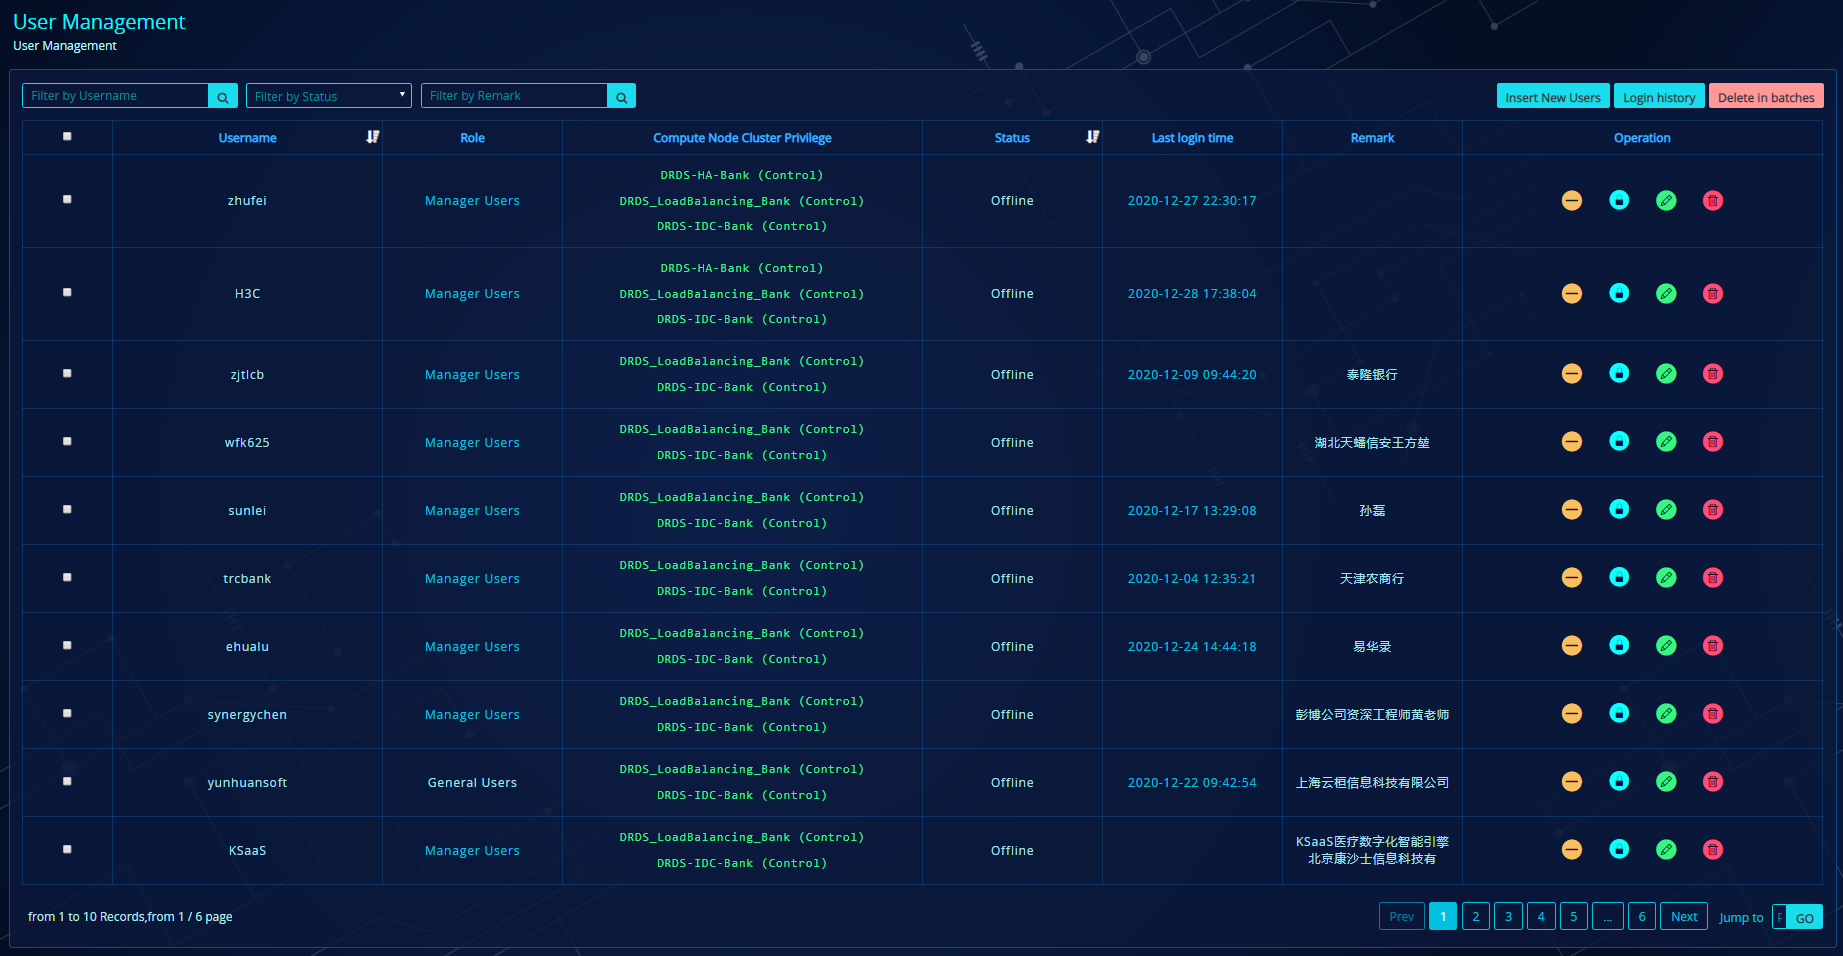 User Management
User Management
Filter by Username Filter by Status Filter by Remark Insert New Users Login history Delete in batches
Username Role Compute Node Cluster Privilege Status Last login time Remark Operation
DRDS-HA-Bank (Control)
zhufei Manager Users DRDS_LoadBalancing_Bank (Control) Offline 2020-12-27 22:30:17
DRDS-IDC-Bank (Control)
DRDS-HA-Bank (Control)
H3C Manager Users DRDS_LoadBalancing_Bank (Control) Offline 2020-12-28 17:38:04
DRDS-IDC-Bank (Control)
DRDS_LoadBalancing_Bank (Control)
zjtlcb Manager Users Offline 2020-12-09 09:44:20 泰隆银行
DRDS-IDC-Bank (Control)
DRDS_LoadBalancing_Bank (Control)
wfk625 Manager Users Offline 湖北天蟠信安王方堃
DRDS-IDC-Bank (Control)
DRDS_LoadBalancing_Bank (Control)
sunlei Manager Users Offline 2020-12-17 13:29:08 孙磊
DRDS-IDC-Bank (Control)
DRDS_LoadBalancing_Bank (Control)
trcbank Manager Users Offline 2020-12-04 12:35:21 天津农商行
DRDS-IDC-Bank (Control)
DRDS_LoadBalancing_Bank (Control)
ehualu Manager Users Offline 2020-12-24 14:44:18 易华录
DRDS-IDC-Bank (Control)
DRDS_LoadBalancing_Bank (Control)
synergychen Manager Users Offline 彭博公司资深工程师黄老师
DRDS-IDC-Bank (Control)
DRDS_LoadBalancing_Bank (Control)
yunhuansoft General Users Offline 2020-12-22 09:42:54 上海云桓信息科技有限公司
DRDS-IDC-Bank (Control)
DRDS_LoadBalancing_Bank (Control)
KSaaS Manager Users Offline KSaaS医疗数字化智能引擎
DRDS-IDC-Bank (Control) 北京康沙士信息科技有
from 1 to 10 Records,from 1 / 6 page Prev 1 2 3 4 5 ... 6 Next Jump to GO